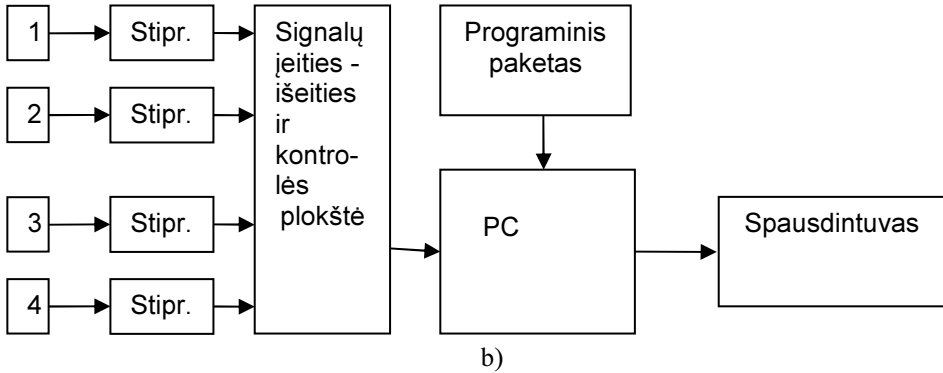 1
Stipr.
2
Stipr.
3
Stipr.
4
Stipr.
Signalų
įeities -
išeities
ir
kontro-
lės
plokštė
Programinis
paketas
PC
Spausdintuvas
b)